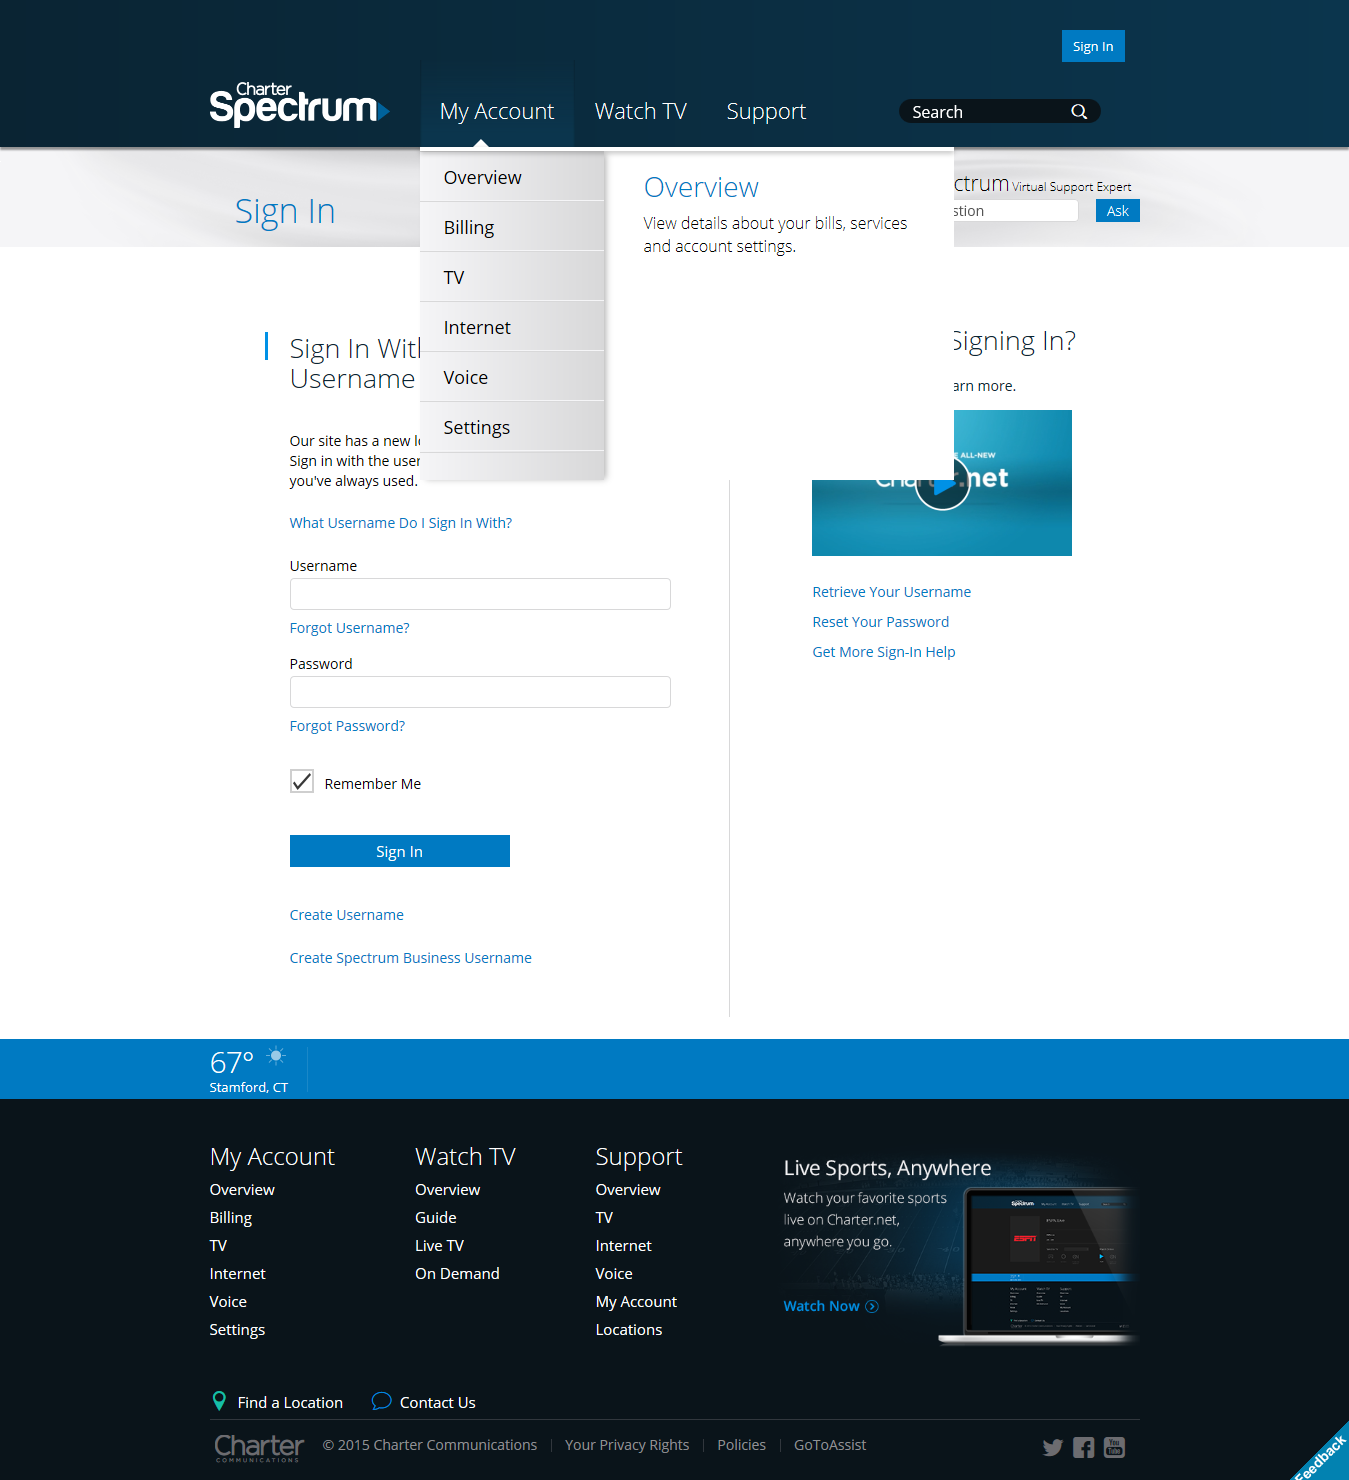 Sign In
Charter
Spectrum
My Account
Watch TV
Support
Search
Overview
Billing
TV
Internet
Voice
Settings
Overview
View details about your bills, services
and account settings.
Sign In
Virtual Support Expert
Ask
Sign In With
Username
Our site has a new
Sign in with the
you've always used.
What Username Do I Sign In With?
Username
Forgot Username?
Password
Forgot Password?
Remember Me
Sign In
Create Username
Create Spectrum Business Username
Signing In?
more.
ALL-NEW
Charter.net
Retrieve Your Username
Reset Your Password
Get More Sign-In Help
67°
Stamford, CT
My Account
Overview
Billing
TV
Internet
Voice
Settings
Watch TV
Overview
Guide
Live TV
On Demand
Support
Overview
TV
Internet
Voice
My Account
Locations
Live Sports, Anywhere
Watch your favorite sports
live on Charter.net,
anywhere you go.
Watch Now
Spectrum
ESPN
Find a Location
Contact Us
Charter
COMMUNICATIONS
© 2015 Charter Communications
Your Privacy Rights
Policies
GoToAssist
You
Tube
Feedback